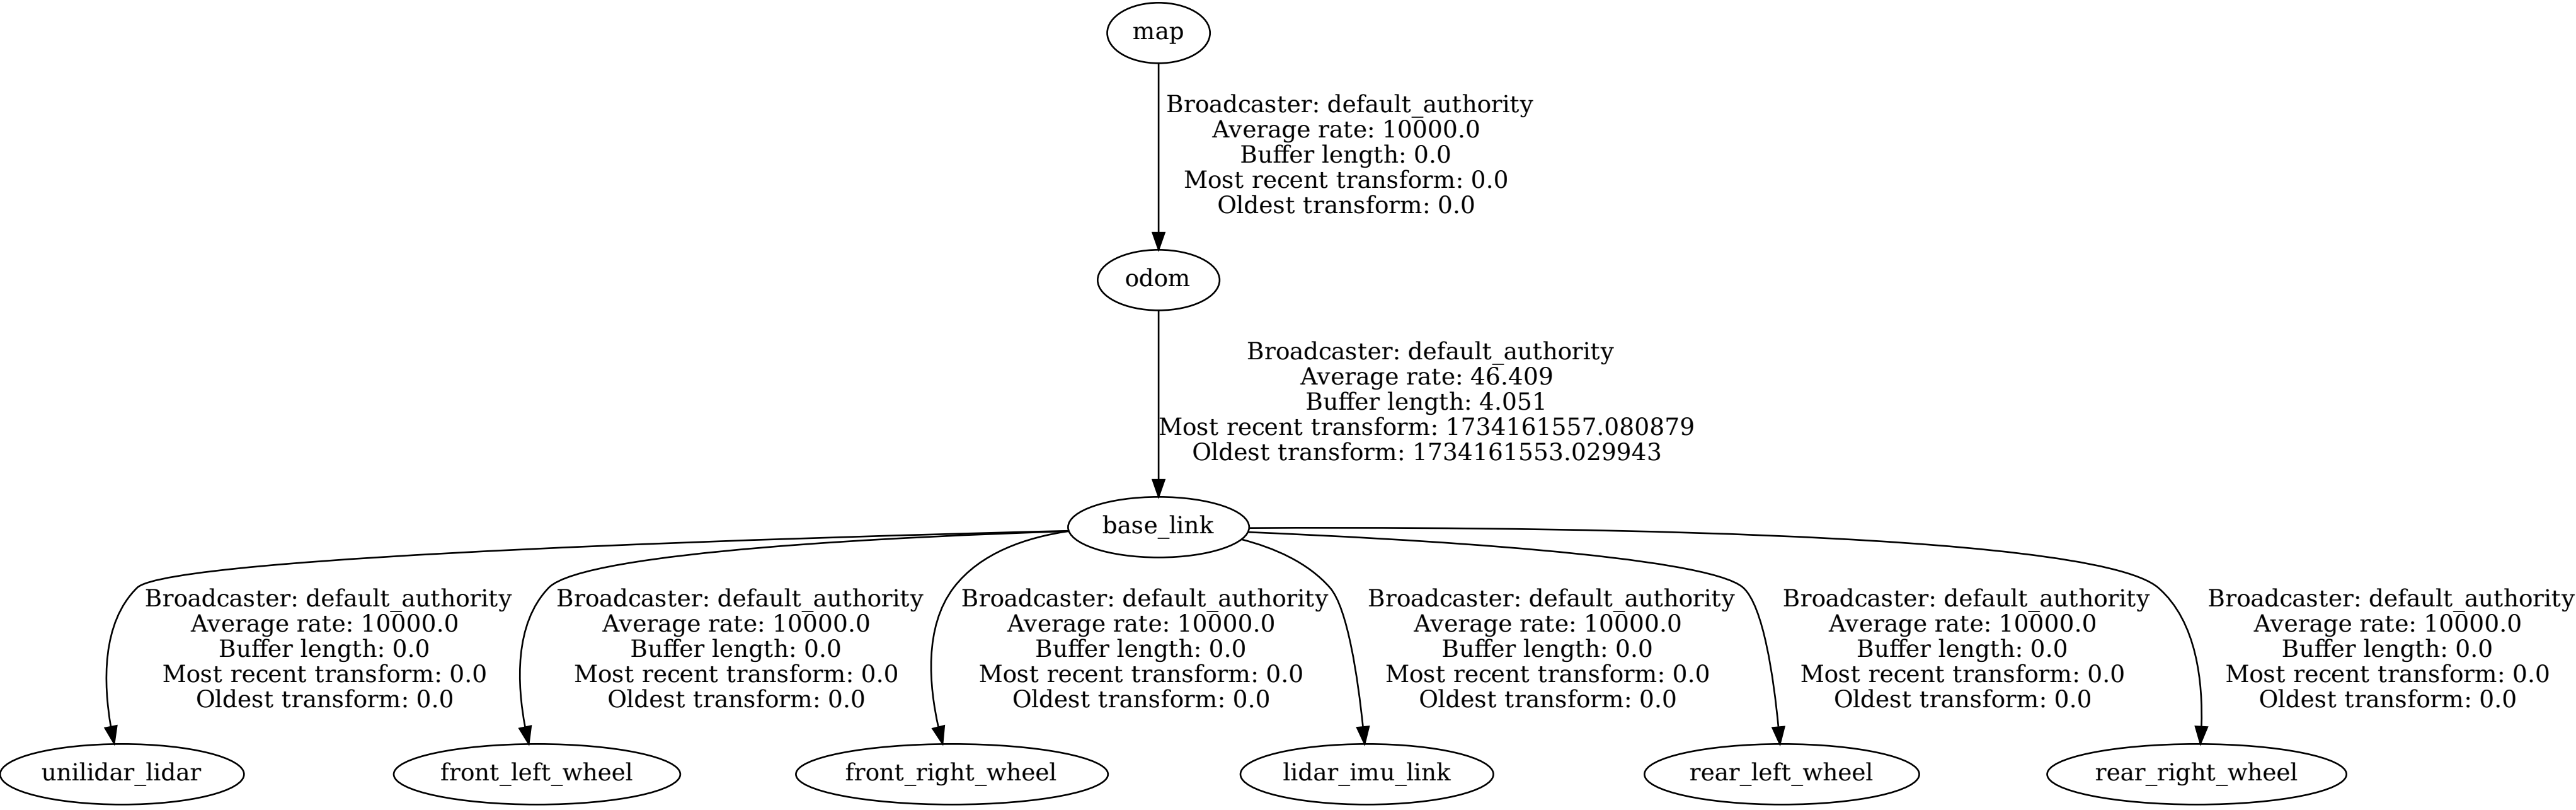 map
Broadcaster: default_authority
Average rate: 10000.0
Buffer length: 0.0
Most recent transform: 0.0
Oldest transform: 0.0
odom
Broadcaster: default_authority
Average rate: 46.409
Buffer length: 4.051
Most recent transform: 1734161557.080879
Oldest transform: 1734161553.029943
base_link
Broadcaster: default_authority
Average rate: 10000.0
Buffer length: 0.0
Most recent transform: 0.0
Oldest transform: 0.0
Broadcaster: default_authority
Average rate: 10000.0
Buffer length: 0.0
Most recent transform: 0.0
Oldest transform: 0.0
Broadcaster: default_authority
Average rate: 10000.0
Buffer length: 0.0
Most recent transform: 0.0
Oldest transform: 0.0
Broadcaster: default_authority
Average rate: 10000.0
Buffer length: 0.0
Most recent transform: 0.0
Oldest transform: 0.0
Broadcaster: default_authority
Average rate: 10000.0
Buffer length: 0.0
Most recent transform: 0.0
Oldest transform: 0.0
Broadcaster: default_authority
Average rate: 10000.0
Buffer length: 0.0
Most recent transform: 0.0
Oldest transform: 0.0
unilidar_lidar
front_left_wheel
front_right_wheel
lidar_imu_link
rear_left_wheel
rear_right_wheel